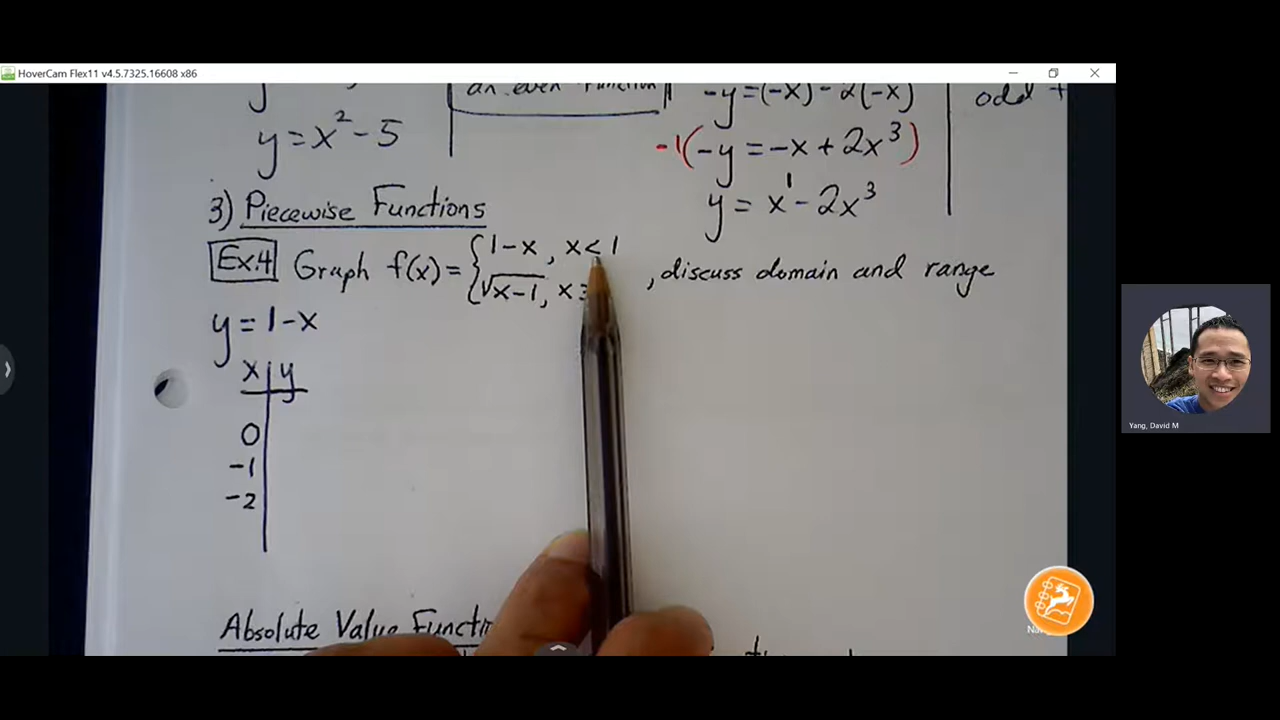 HoverCam Flex11 v4.5.7325.16608 x86
an even Function
-y=(-x)-2(-x)
odd
y=x²-5
-1(-y=-x+2x³)
y=x¹-2x³
3) Piecewise Functions
Ex.4 Graph f(x)={1-x, x<1
√x-1, x
, discuss domain and range
y=1-x
x y
0
-1
-2
Yang, David M
Absolute Value